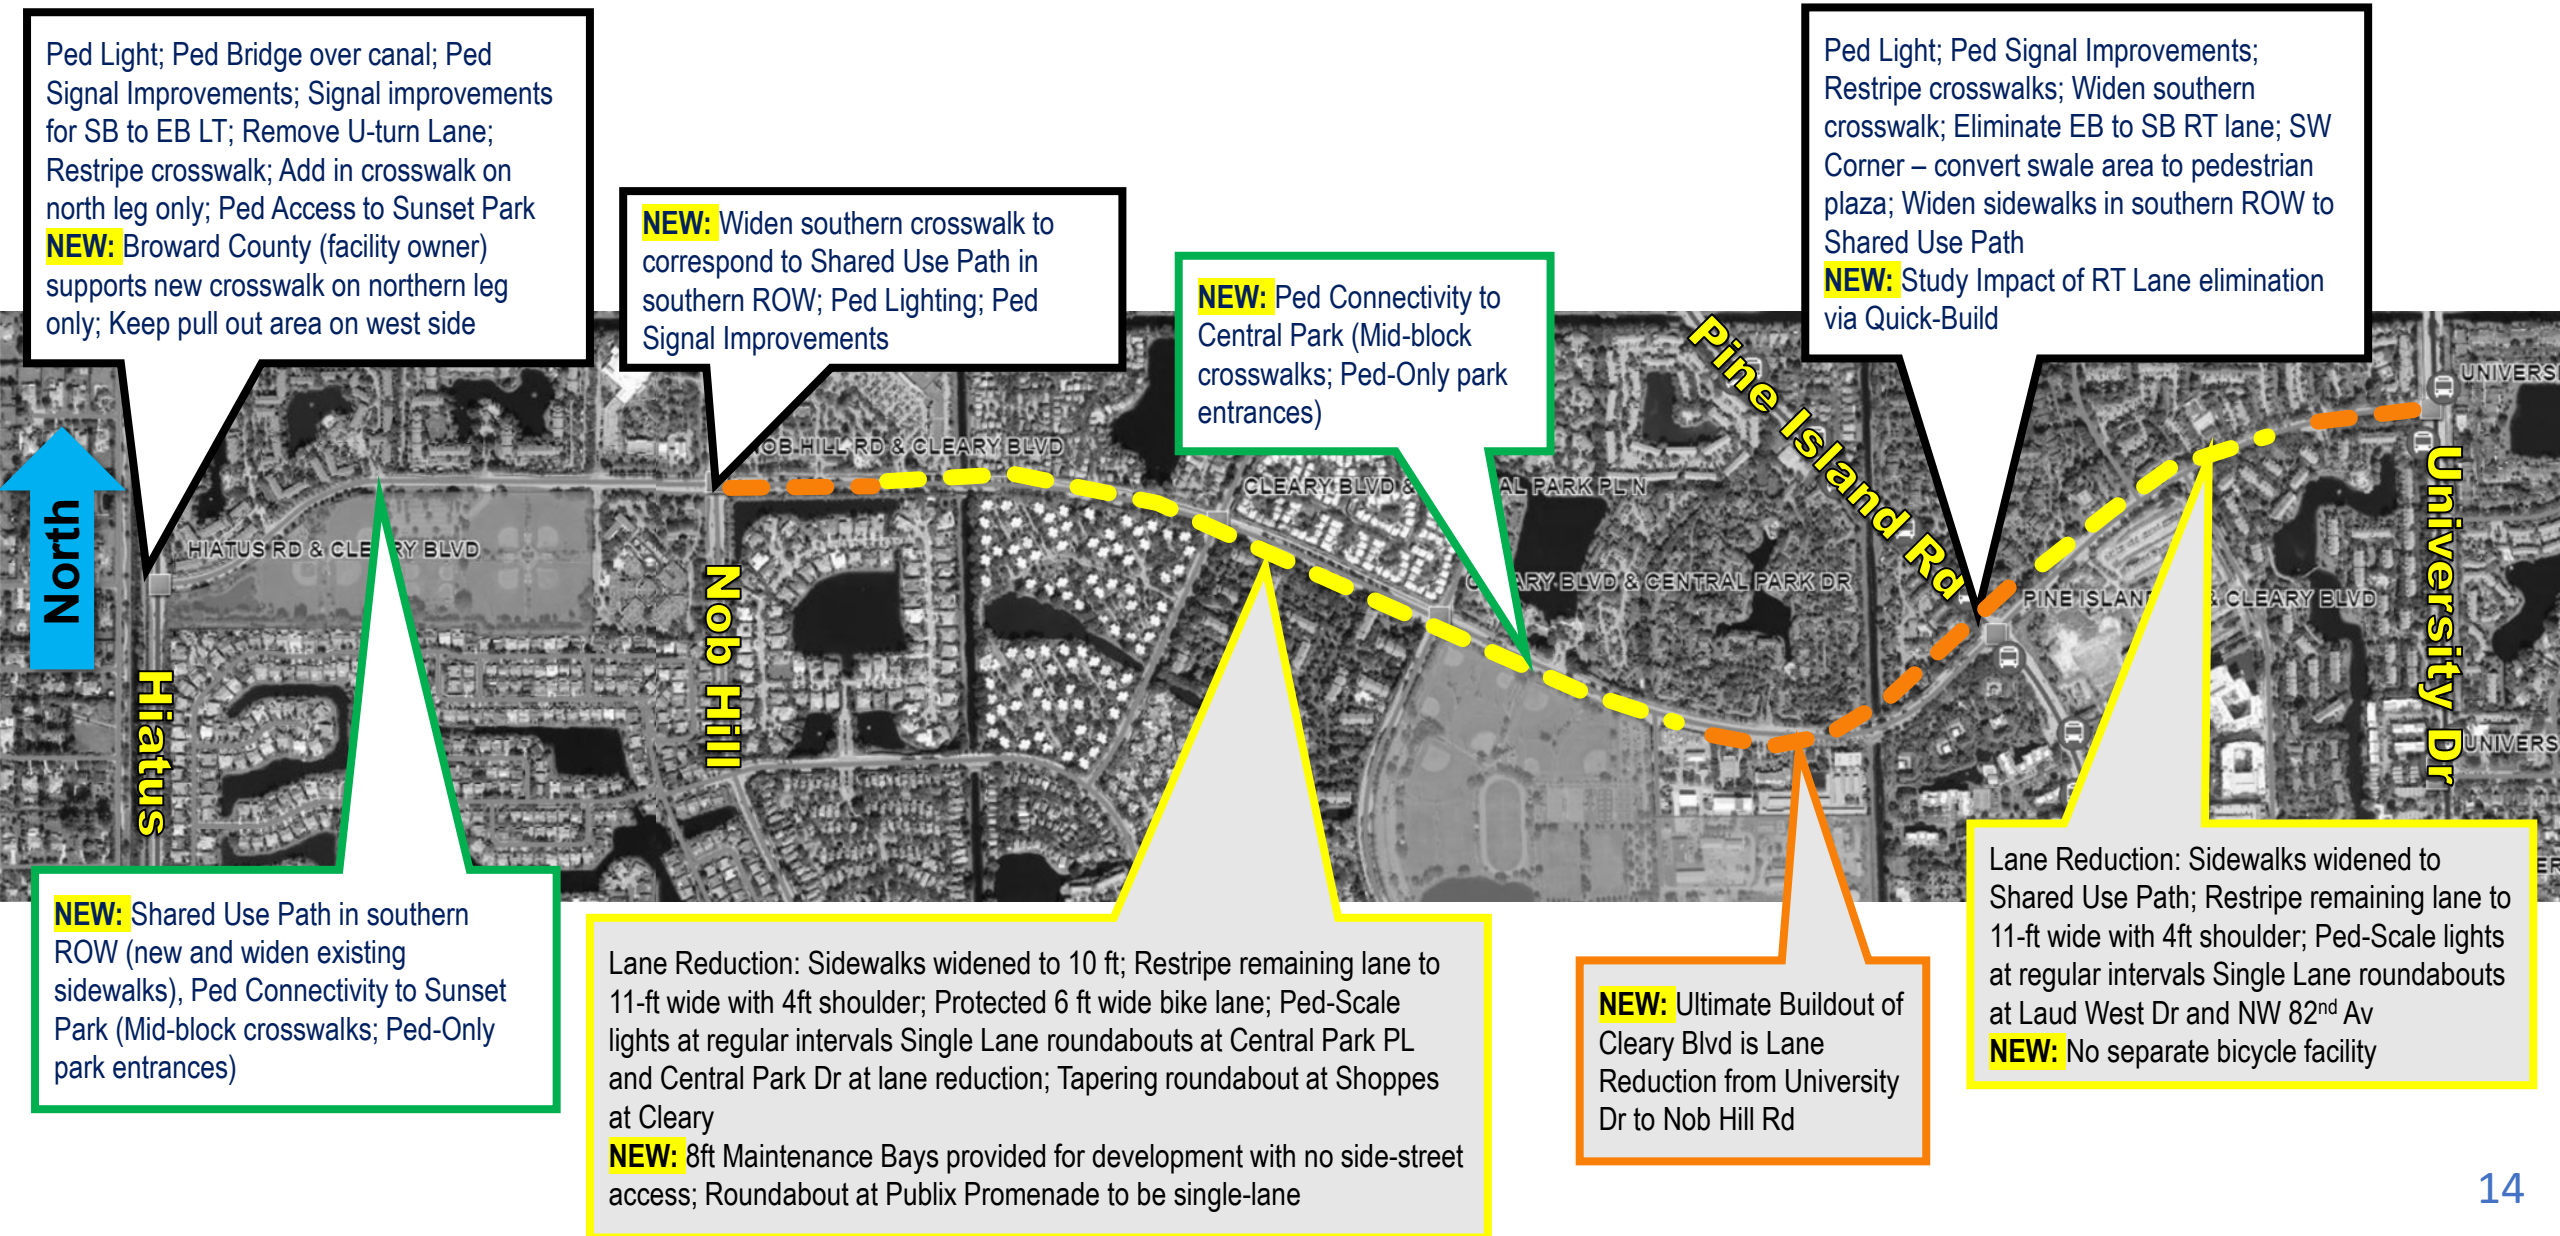 Ped Light; Ped Bridge over canal; Ped
Signal Improvements; Signal improvements
for SB to EB LT; Remove U-turn Lane;
Restripe crosswalk; Add in crosswalk on
north leg only; Ped Access to Sunset Park
NEW: Broward County (facility owner)
supports new crosswalk on northern leg
only; Keep pull out area on west side
NEW: Widen southern crosswalk to
correspond to Shared Use Path in
southern ROW; Ped Lighting; Ped
Signal Improvements
NEW: Ped Connectivity to
Central Park (Mid-block
crosswalks; Ped-Only park
entrances)
Ped Light; Ped Signal Improvements;
Restripe crosswalks; Widen southern
crosswalk; Eliminate EB to SB RT lane; SW
Corner – convert swale area to pedestrian
plaza; Widen sidewalks in southern ROW to
Shared Use Path
NEW: Study Impact of RT Lane elimination
via Quick-Build
North
Hiatus
Nob Hill
Pine Island Rd
University Dr
HIATUS RD & CLEARY BLVD
OB HILL RD & CLEARY BLVD
CLEARY BLVD &
AL PARK PL N
ARY BLVD & CENTRAL PARK DR
PINE ISLAN
& CLEARY BLVD
UNIVERSI
UNIVERS
NEW: Shared Use Path in southern
ROW (new and widen existing
sidewalks), Ped Connectivity to Sunset
Park (Mid-block crosswalks; Ped-Only
park entrances)
Lane Reduction: Sidewalks widened to 10 ft; Restripe remaining lane to
11-ft wide with 4ft shoulder; Protected 6 ft wide bike lane; Ped-Scale
lights at regular intervals Single Lane roundabouts at Central Park PL
and Central Park Dr at lane reduction; Tapering roundabout at Shoppes
at Cleary
NEW: 8ft Maintenance Bays provided for development with no side-street
access; Roundabout at Publix Promenade to be single-lane
NEW: Ultimate Buildout of
Cleary Blvd is Lane
Reduction from University
Dr to Nob Hill Rd
Lane Reduction: Sidewalks widened to
Shared Use Path; Restripe remaining lane to
11-ft wide with 4ft shoulder; Ped-Scale lights
at regular intervals Single Lane roundabouts
at Laud West Dr and NW 82nd Av
NEW: No separate bicycle facility
14